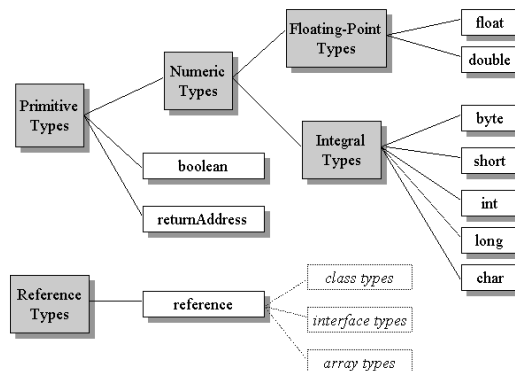 Primitive
Types
Numeric
Types
boolean
returnAddress
Floating-Point
Types
Integral
Types
float
double
byte
short
int
long
char
Reference
Types
reference
class types
interface types
array types